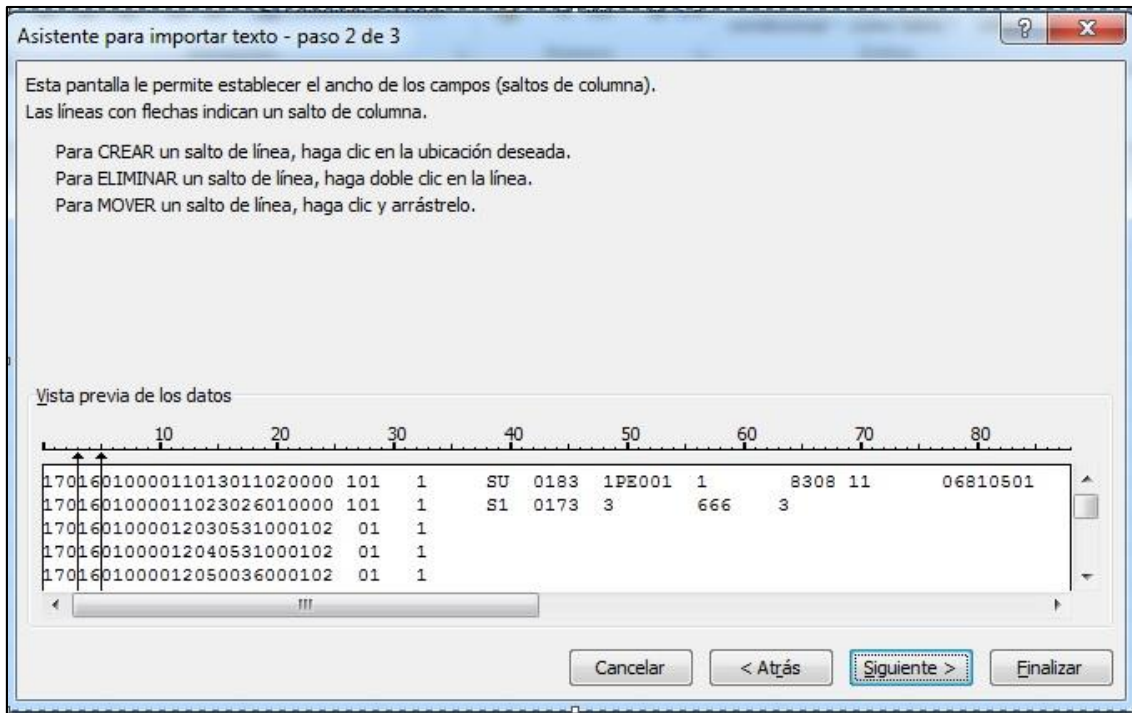 Asistente para importar texto - paso 2 de 3
Esta pantalla le permite establecer el ancho de los campos (saltos de columna).
Las líneas con flechas indican un salto de columna.
Para CREAR un salto de línea, haga clic en la ubicación deseada.
Para ELIMINAR un salto de línea, haga doble clic en la línea.
Para MOVER un salto de línea, haga clic y arrástrelo.
Vista previa de los datos
10 20 30 40 50 60 70 80
1701601000011013011020000 101 1 SU 0183 1PE001 1 8308 11 06810501
1701601000011023026010000 101 1 S1 0173 3 666 3
1701601000012030531000102 01 1
1701601000012040531000102 01 1
1701601000012050036000102 01 1
Cancelar < Atrás Siguiente > Finalizar